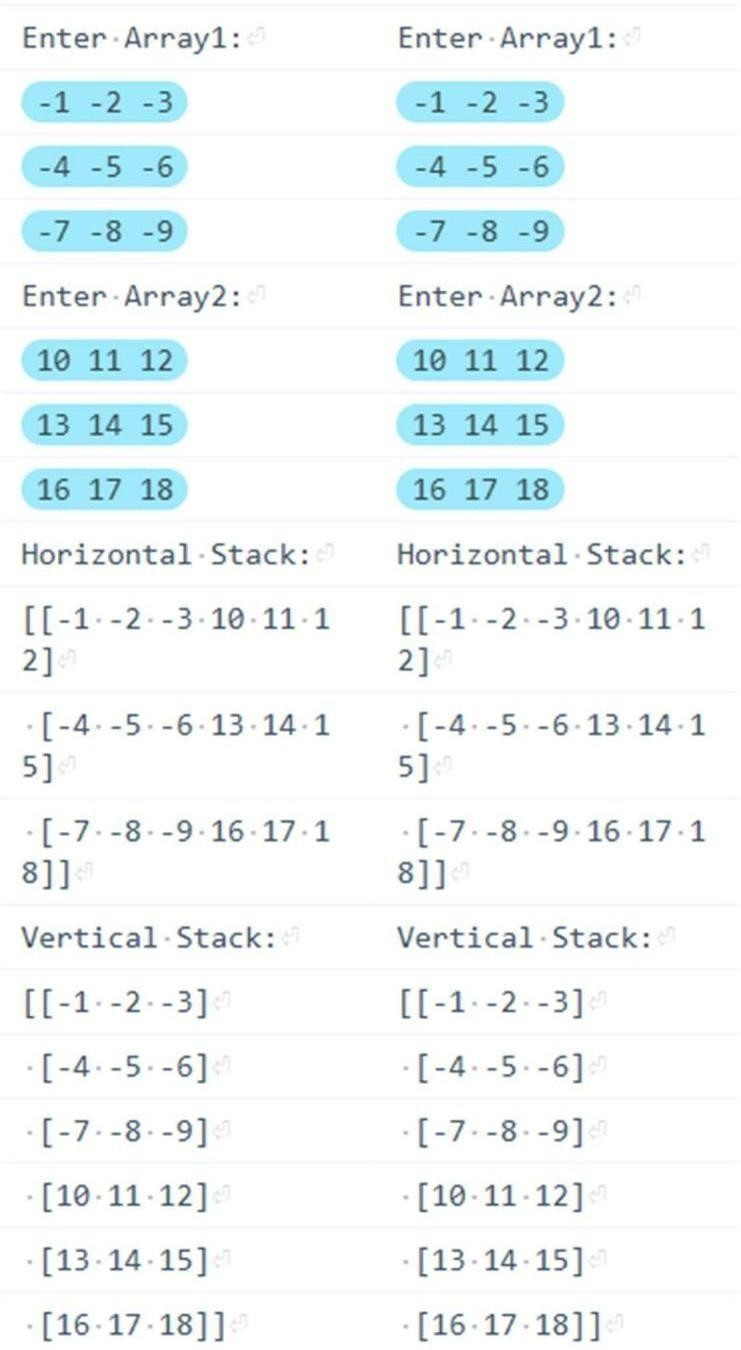 Enter·Array1:⏎ Enter·Array1:⏎
-1 -2 -3 -1 -2 -3
-4 -5 -6 -4 -5 -6
-7 -8 -9 -7 -8 -9
Enter·Array2:⏎ Enter·Array2:⏎
10 11 12 10 11 12
13 14 15 13 14 15
16 17 18 16 17 18
Horizontal·Stack:⏎ Horizontal·Stack:⏎
[[-1·-2·-3·10·11·1 [[-1·-2·-3·10·11·1
2]⏎ 2]⏎
·[-4·-5·-6·13·14·1 ·[-4·-5·-6·13·14·1
5]⏎ 5]⏎
·[-7·-8·-9·16·17·1 ·[-7·-8·-9·16·17·1
8]]⏎ 8]]⏎
Vertical·Stack:⏎ Vertical·Stack:⏎
[[-1·-2·-3]⏎ [[-1·-2·-3]⏎
·[-4·-5·-6]⏎ ·[-4·-5·-6]⏎
·[-7·-8·-9]⏎ ·[-7·-8·-9]⏎
·[10·11·12]⏎ ·[10·11·12]⏎
·[13·14·15]⏎ ·[13·14·15]⏎
·[16·17·18]]⏎ ·[16·17·18]]⏎